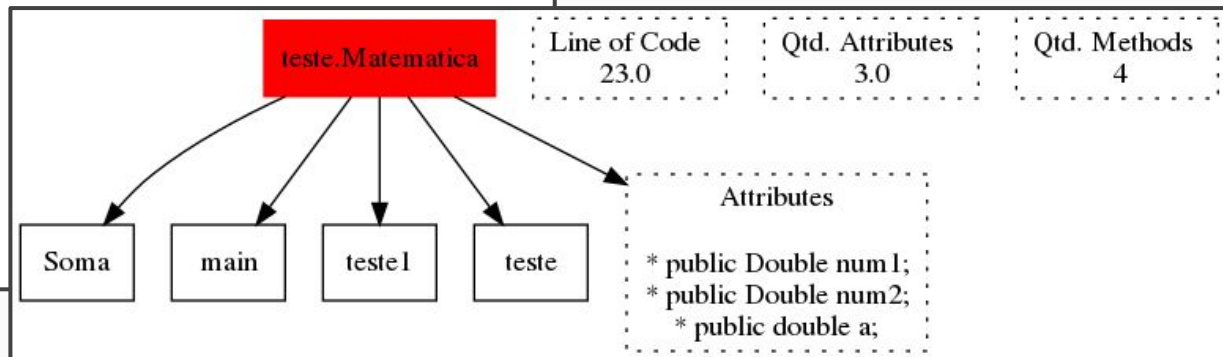 teste.Matematica
Line of Code
23.0
Qtd. Attributes
3.0
Qtd. Methods
4
Soma
main
teste1
teste
Attributes
* public Double num1;
* public Double num2;
* public double a;